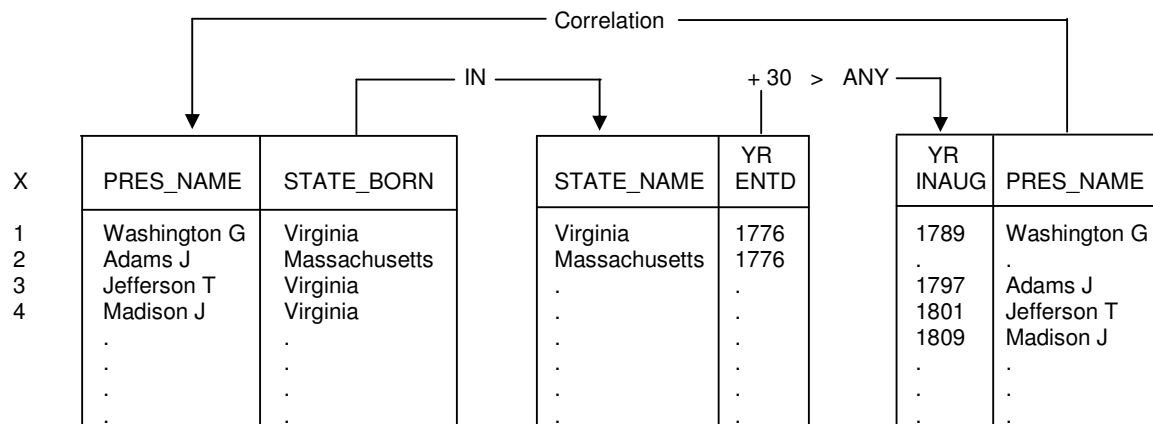 Correlation
IN
+ 30 > ANY
X PRES_NAME STATE_BORN STATE_NAME YR ENTD YR INAUG PRES_NAME
1 Washington G Virginia Virginia 1776 1789 Washington G
2 Adams J Massachusetts Massachusetts 1776 . .
3 Jefferson T Virginia . . 1797 Adams J
4 Madison J Virginia . . 1801 Jefferson T
. . . . 1809 Madison J
. . . . . .
. . . . . .
. . . . . .